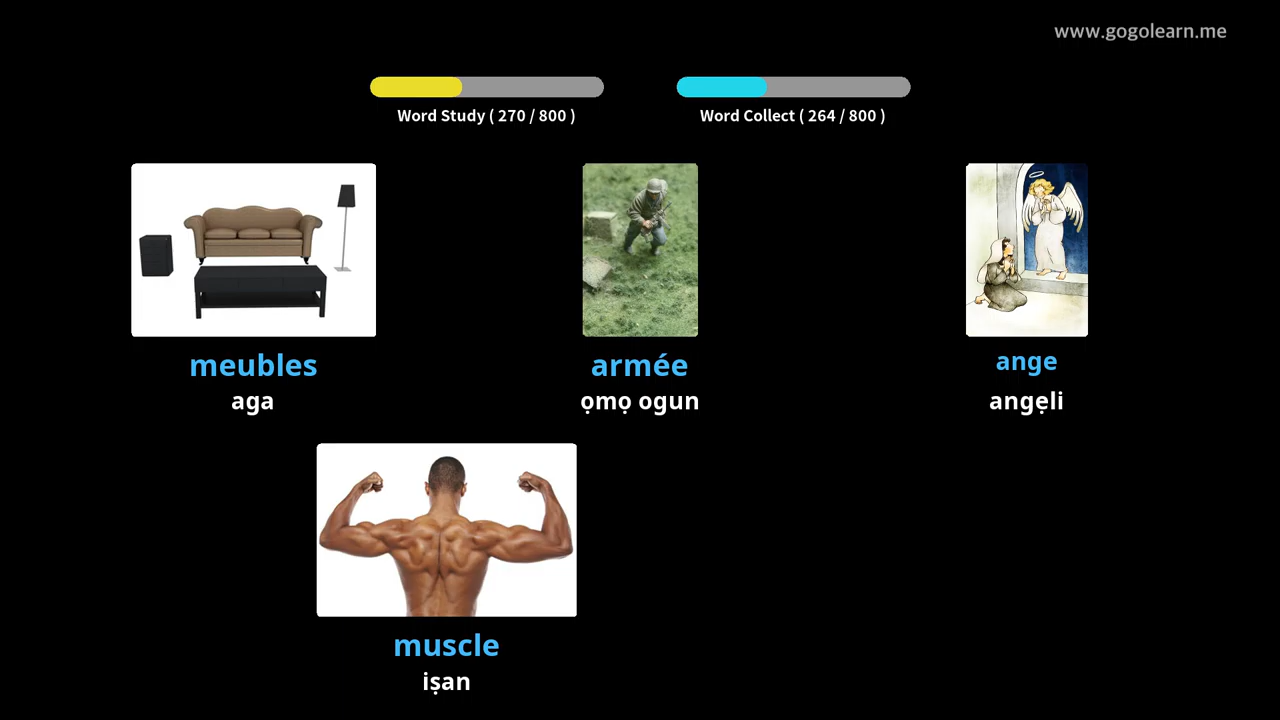 www.gogolearn.me
Word Study ( 270 / 800 )
Word Collect ( 264 / 800 )
meubles
aga
armée
ọmọ ogun
ange
angẹli
muscle
iṣan